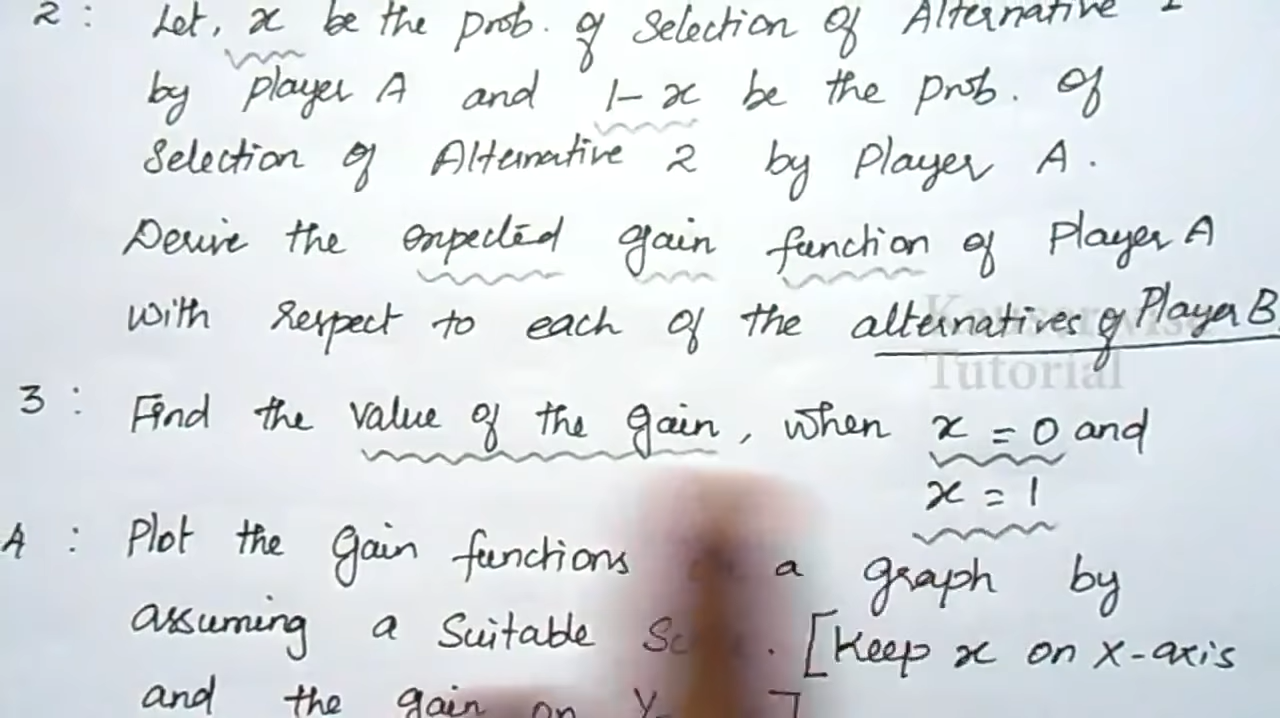 2 : Let, x be the prob. of Selection of Alternative 1
by player A and 1-x be the prob. of
Selection of Alternative 2 by Player A.
Derive the expected gain function of Player A
with respect to each of the alternatives of Player B
Tutorial
3 : Find the value of the gain, when x = 0 and
x = 1
4 : Plot the gain functions a graph by
assuming a Suitable . [Keep x on X-axis
and the gain on Y ]